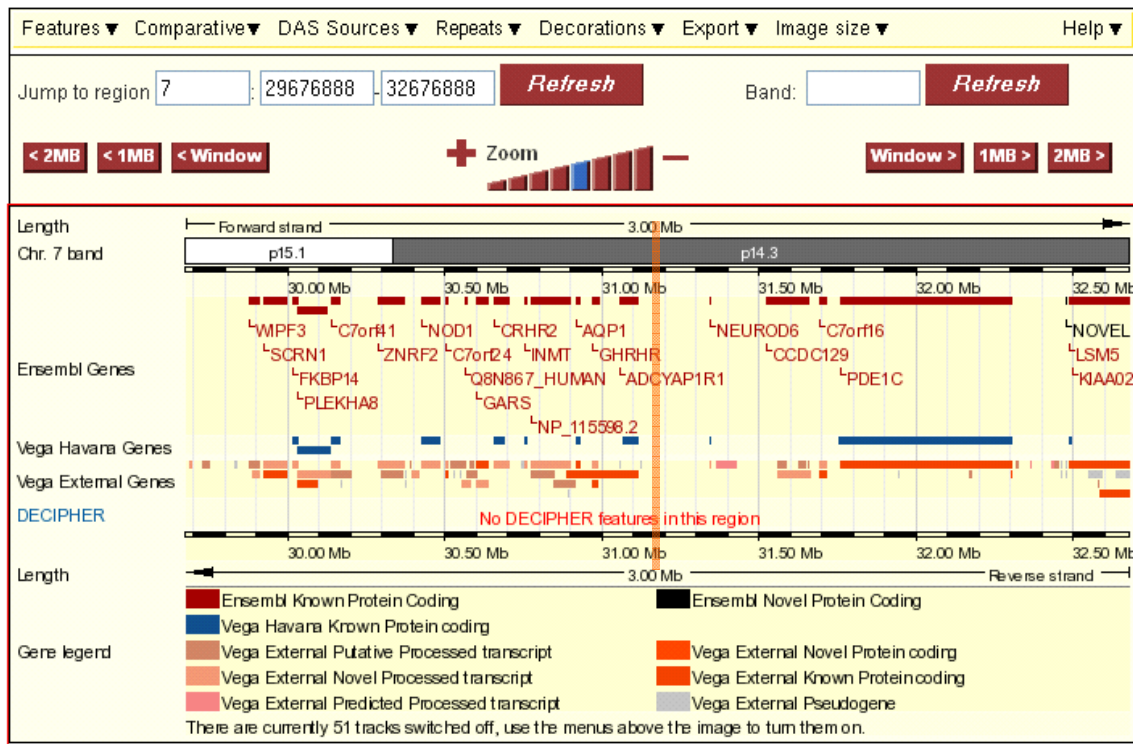 Features ▼ Comparative▼ DAS Sources ▼ Repeats ▼ Decorations ▼ Export ▼ Image size ▼ Help ▼
Jump to region 7 : 29676888 - 32676888 Refresh Band: Refresh
< 2MB < 1MB < Window + Zoom − Window > 1MB > 2MB >
Length Forward strand 3.00 Mb
Chr. 7 band p15.1 p14.3
30.00 Mb 30.50 Mb 31.00 Mb 31.50 Mb 32.00 Mb 32.50 Mb
WIPF3 C7orf41 NOD1 CRHR2 AQP1 NEUROD6 C7orf16 NOVEL
SCRN1 ZNRF2 C7orf24 INMT GHRHR CCDC129 LSM5
Ensembl Genes FKBP14 Q8N867_HUMAN ADCYAP1R1 PDE1C KIAA02
PLEKHA8 GARS
NP_115598.2
Vega Havana Genes
Vega External Genes
DECIPHER No DECIPHER features in this region
30.00 Mb 30.50 Mb 31.00 Mb 31.50 Mb 32.00 Mb 32.50 Mb
Length 3.00 Mb Reverse strand
Ensembl Known Protein Coding Ensembl Novel Protein Coding
Vega Havana Known Protein coding
Gene legend Vega External Putative Processed transcript Vega External Novel Protein coding
Vega External Novel Processed transcript Vega External Known Protein coding
Vega External Predicted Processed transcript Vega External Pseudogene
There are currently 51 tracks switched off, use the menus above the image to turn them on.